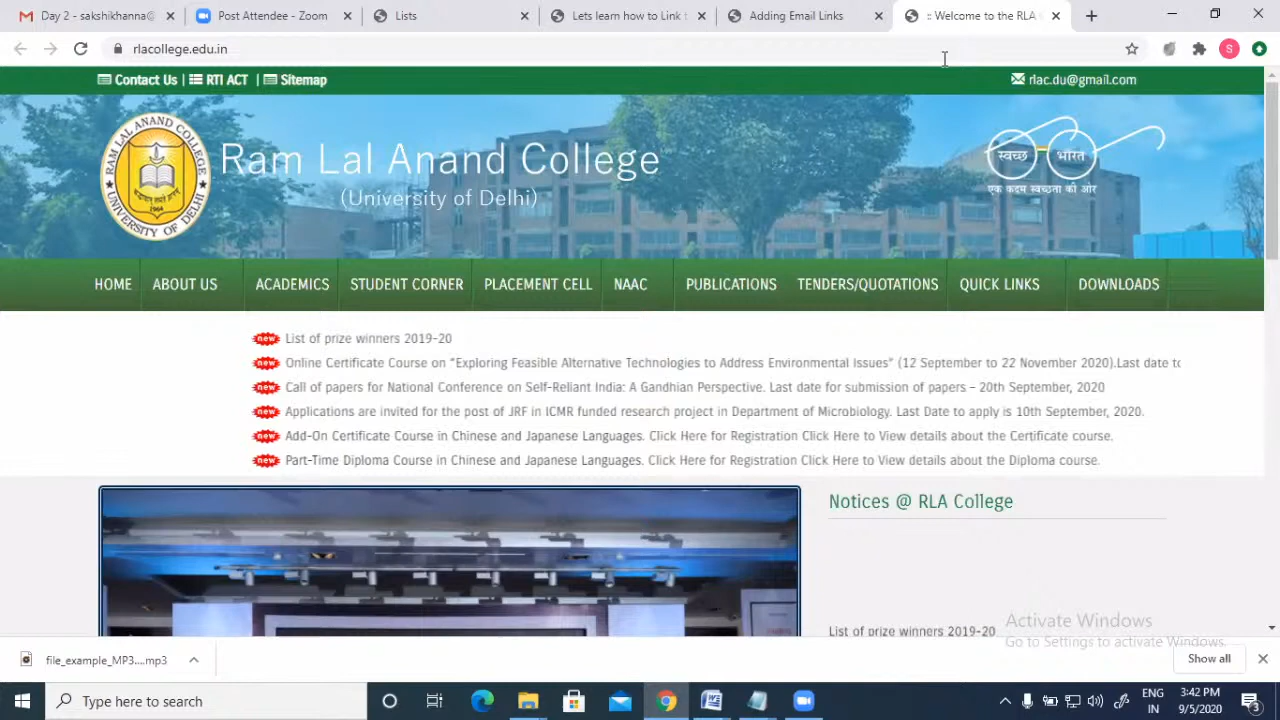 Day 2 - sakshikhanna@
Post Attendee - Zoom
Lists
Lets learn how to Link t
Adding Email Links
:: Welcome to the RLA
rlacollege.edu.in
S
Contact Us | RTI ACT | Sitemap
rlac.du@gmail.com
RAM LAL ANAND COLLEGE
1964
UNIVERSITY OF DELHI
Ram Lal Anand College
(University of Delhi)
स्वच्छ भारत
एक कदम स्वच्छता की ओर
HOME ABOUT US ACADEMICS STUDENT CORNER PLACEMENT CELL NAAC PUBLICATIONS TENDERS/QUOTATIONS QUICK LINKS DOWNLOADS
new List of prize winners 2019-20
new Online Certificate Course on “Exploring Feasible Alternative Technologies to Address Environmental Issues” (12 September to 22 November 2020).Last date to
new Call of papers for National Conference on Self-Reliant India: A Gandhian Perspective. Last date for submission of papers – 20th September, 2020
new Applications are invited for the post of JRF in ICMR funded research project in Department of Microbiology. Last Date to apply is 10th September, 2020.
new Add-On Certificate Course in Chinese and Japanese Languages. Click Here for Registration Click Here to View details about the Certificate course.
new Part-Time Diploma Course in Chinese and Japanese Languages. Click Here for Registration Click Here to View details about the Diploma course.
Notices @ RLA College
List of prize winners 2019-20
Activate Windows
Go to Settings to activate Windows.
file_example_MP3....mp3
Show all
Type here to search
ENG
IN
3:42 PM
9/5/2020
3